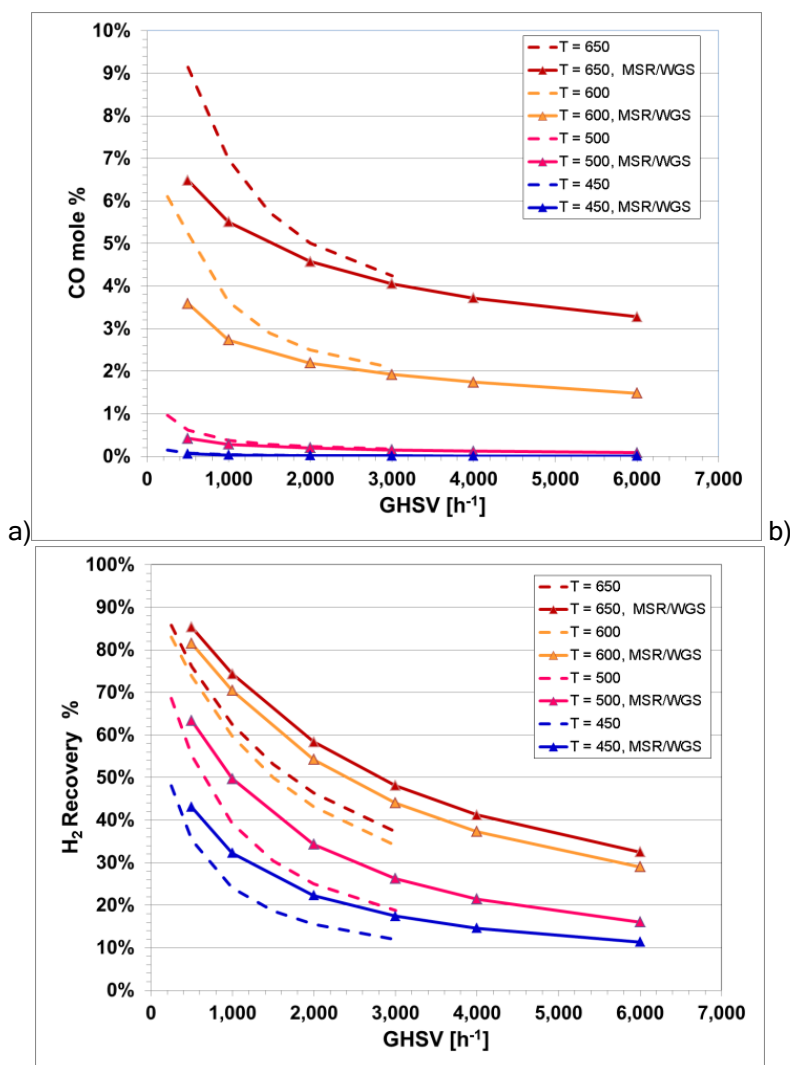 10%
9%
8%
7%
6%
5%
4%
3%
2%
1%
0%
CO mole %
T = 650
T = 650,  MSR/WGS
T = 600
T = 600, MSR/WGS
T = 500
T = 500, MSR/WGS
T = 450
T = 450, MSR/WGS
0 1,000 2,000 3,000 4,000 5,000 6,000 7,000
GHSV [h⁻¹]
a) b)
100%
90%
80%
70%
60%
50%
40%
30%
20%
10%
0%
H₂ Recovery %
T = 650
T = 650,  MSR/WGS
T = 600
T = 600, MSR/WGS
T = 500
T = 500, MSR/WGS
T = 450
T = 450, MSR/WGS
0 1,000 2,000 3,000 4,000 5,000 6,000 7,000
GHSV [h⁻¹]